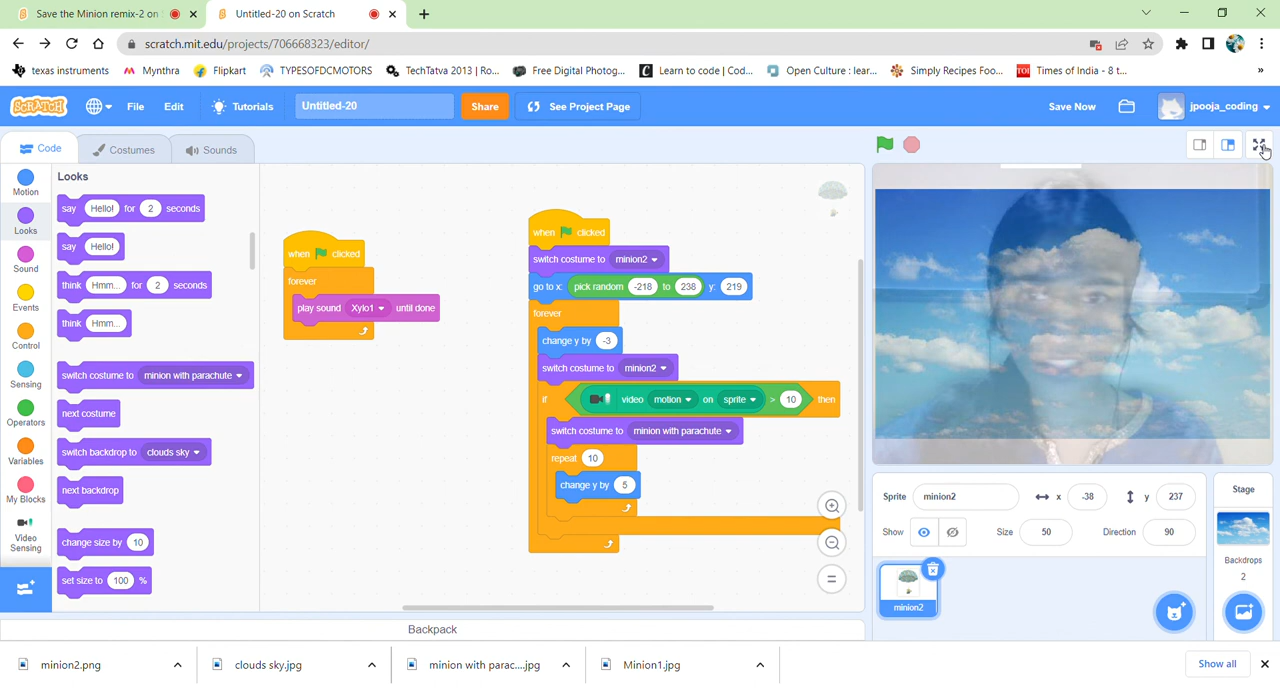 Save the Minion remix-2 on
Untitled-20 on Scratch
scratch.mit.edu/projects/706668323/editor/
texas instruments
Mynthra
Flipkart
TYPESOFDCMOTORS
TechTatva 2013 | Ro...
Free Digital Photog...
Learn to code | Cod...
Open Culture : lear...
Simply Recipes Foo...
TOI Times of India - 8 t...
»
SCRATCH
File
Edit
Tutorials
Untitled-20
Share
See Project Page
Save Now
jpooja_coding
Code
Costumes
Sounds
Motion
Looks
Sound
Events
Control
Sensing
Operators
Variables
My Blocks
Video
Sensing
Looks
say Hello! for 2 seconds
say Hello!
think Hmm... for 2 seconds
think Hmm...
switch costume to minion with parachute
next costume
switch backdrop to clouds sky
next backdrop
change size by 10
set size to 100 %
when clicked
forever
play sound Xylo1 until done
when clicked
switch costume to minion2
go to x: pick random -218 to 238 y: 219
forever
change y by -3
switch costume to minion2
if video motion on sprite > 10 then
switch costume to minion with parachute
repeat 10
change y by 5
Backpack
Sprite minion2 x -38 y 237
Show Size 50 Direction 90
minion2
Stage
Backdrops
2
minion2.png
clouds sky.jpg
minion with parac....jpg
Minion1.jpg
Show all